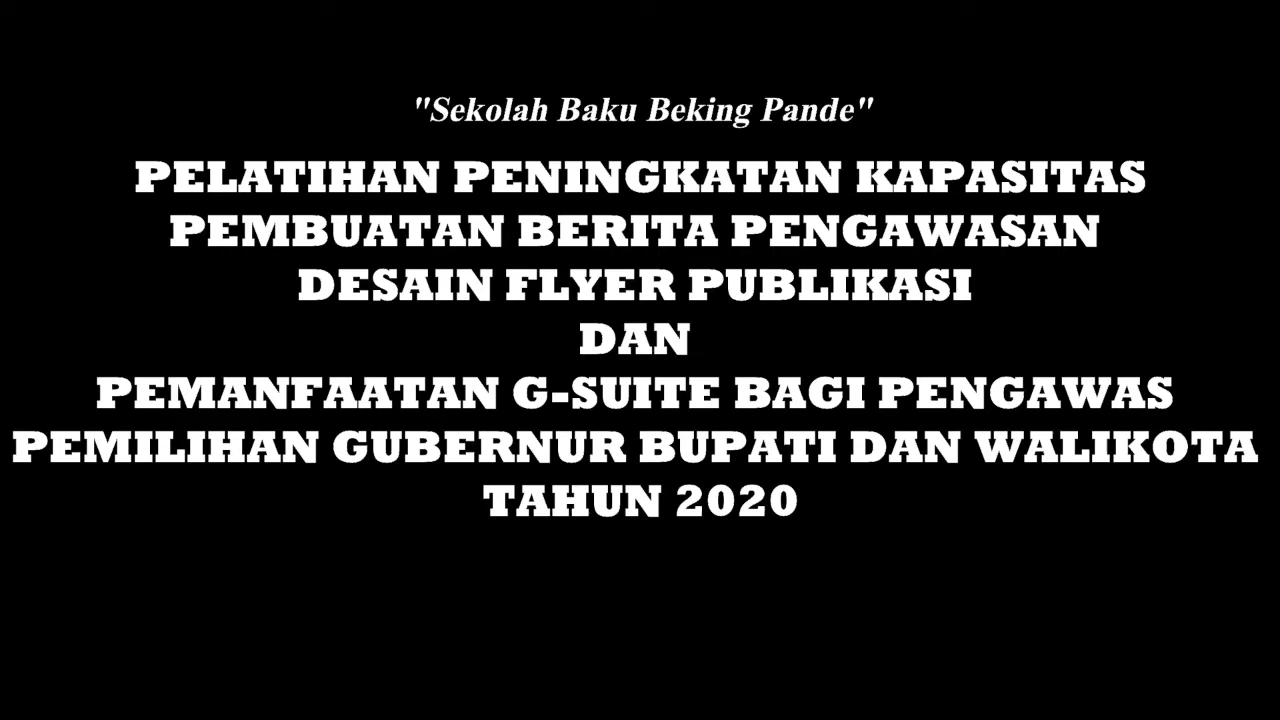 "Sekolah Baku Beking Pande"
PELATIHAN PENINGKATAN KAPASITAS
PEMBUATAN BERITA PENGAWASAN
DESAIN FLYER PUBLIKASI
DAN
PEMANFAATAN G-SUITE BAGI PENGAWAS
PEMILIHAN GUBERNUR BUPATI DAN WALIKOTA
TAHUN 2020